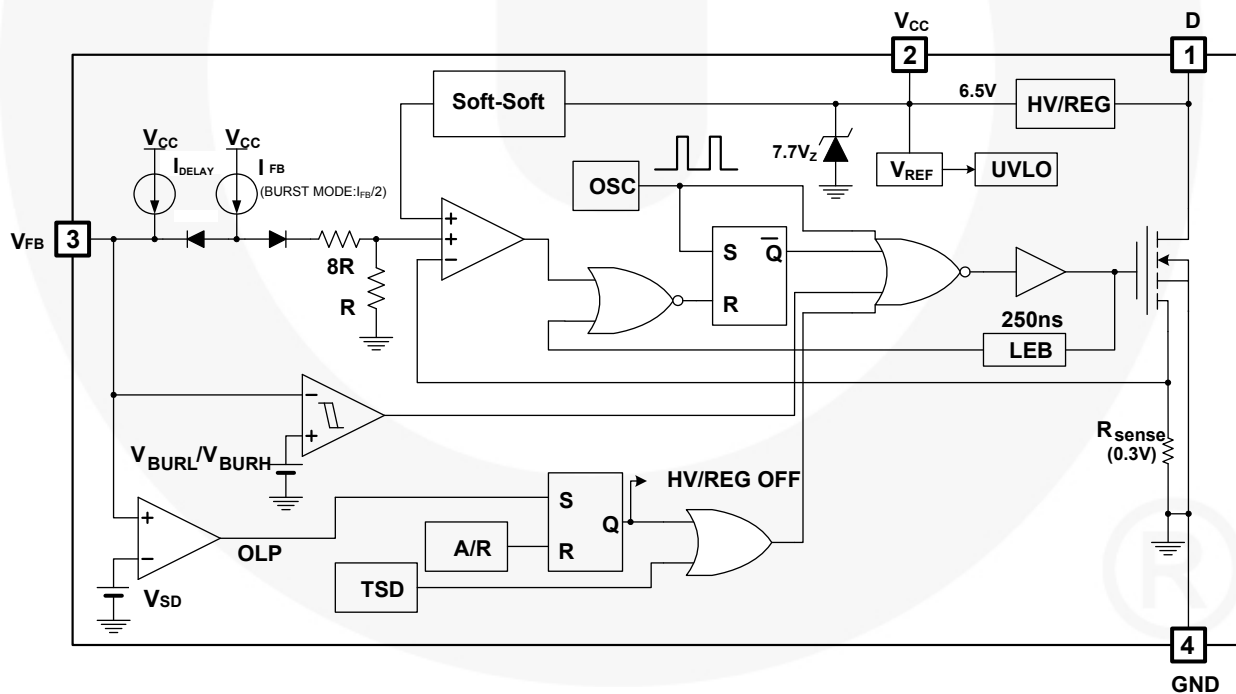 VCC
D
2
1
Soft-Soft
6.5V
HV/REG
VCC
VCC
IDELAY
I FB
(BURST MODE:IFB/2)
7.7VZ
OSC
VREF
UVLO
VFB
3
+
+
-
8R
R
S
Q
R
250ns
LEB
-
+
VBURL/VBURH
Rsense
(0.3V)
HV/REG OFF
S
Q
R
+
-
OLP
A/R
TSD
VSD
®
4
GND